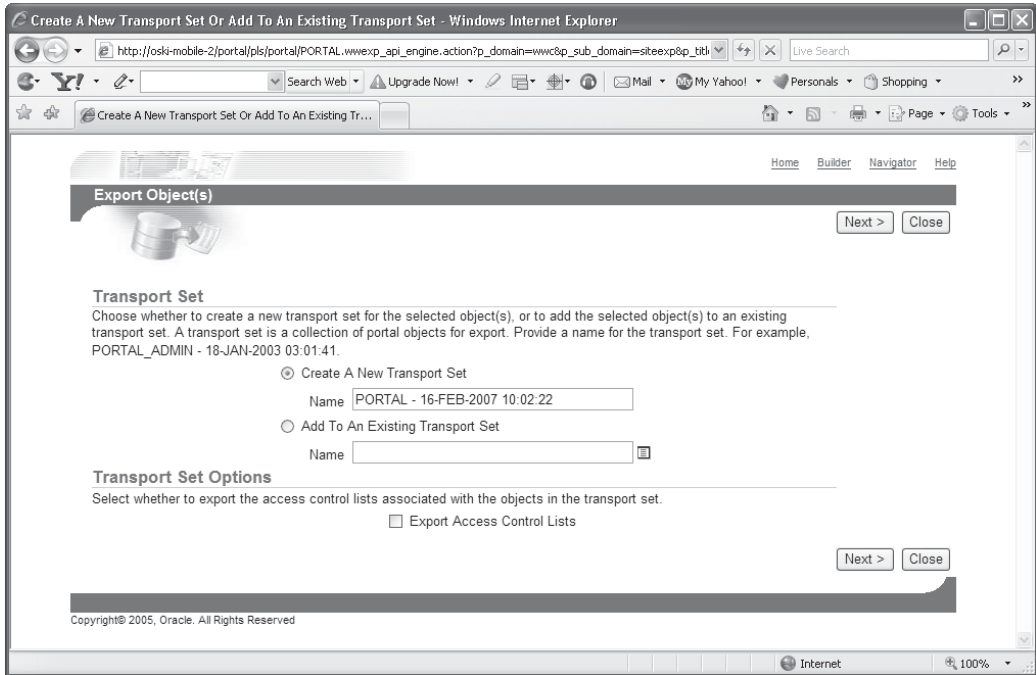 Create A New Transport Set Or Add To An Existing Transport Set - Windows Internet Explorer
http://oski-mobile-2/portal/pls/portal/PORTAL.wwexp_api_engine.action?p_domain=wwc&p_sub_domain=siteexp&p_titl
Live Search
Y! Search Web Upgrade Now! Mail My Yahoo! Personals Shopping
Create A New Transport Set Or Add To An Existing Tr...
Page Tools
Home Builder Navigator Help
Export Object(s)
Next > Close
Transport Set
Choose whether to create a new transport set for the selected object(s), or to add the selected object(s) to an existing
transport set. A transport set is a collection of portal objects for export. Provide a name for the transport set. For example,
PORTAL_ADMIN - 18-JAN-2003 03:01:41.
Create A New Transport Set
Name PORTAL - 16-FEB-2007 10:02:22
Add To An Existing Transport Set
Name
Transport Set Options
Select whether to export the access control lists associated with the objects in the transport set.
Export Access Control Lists
Next > Close
Copyright© 2005, Oracle. All Rights Reserved
Internet 100%